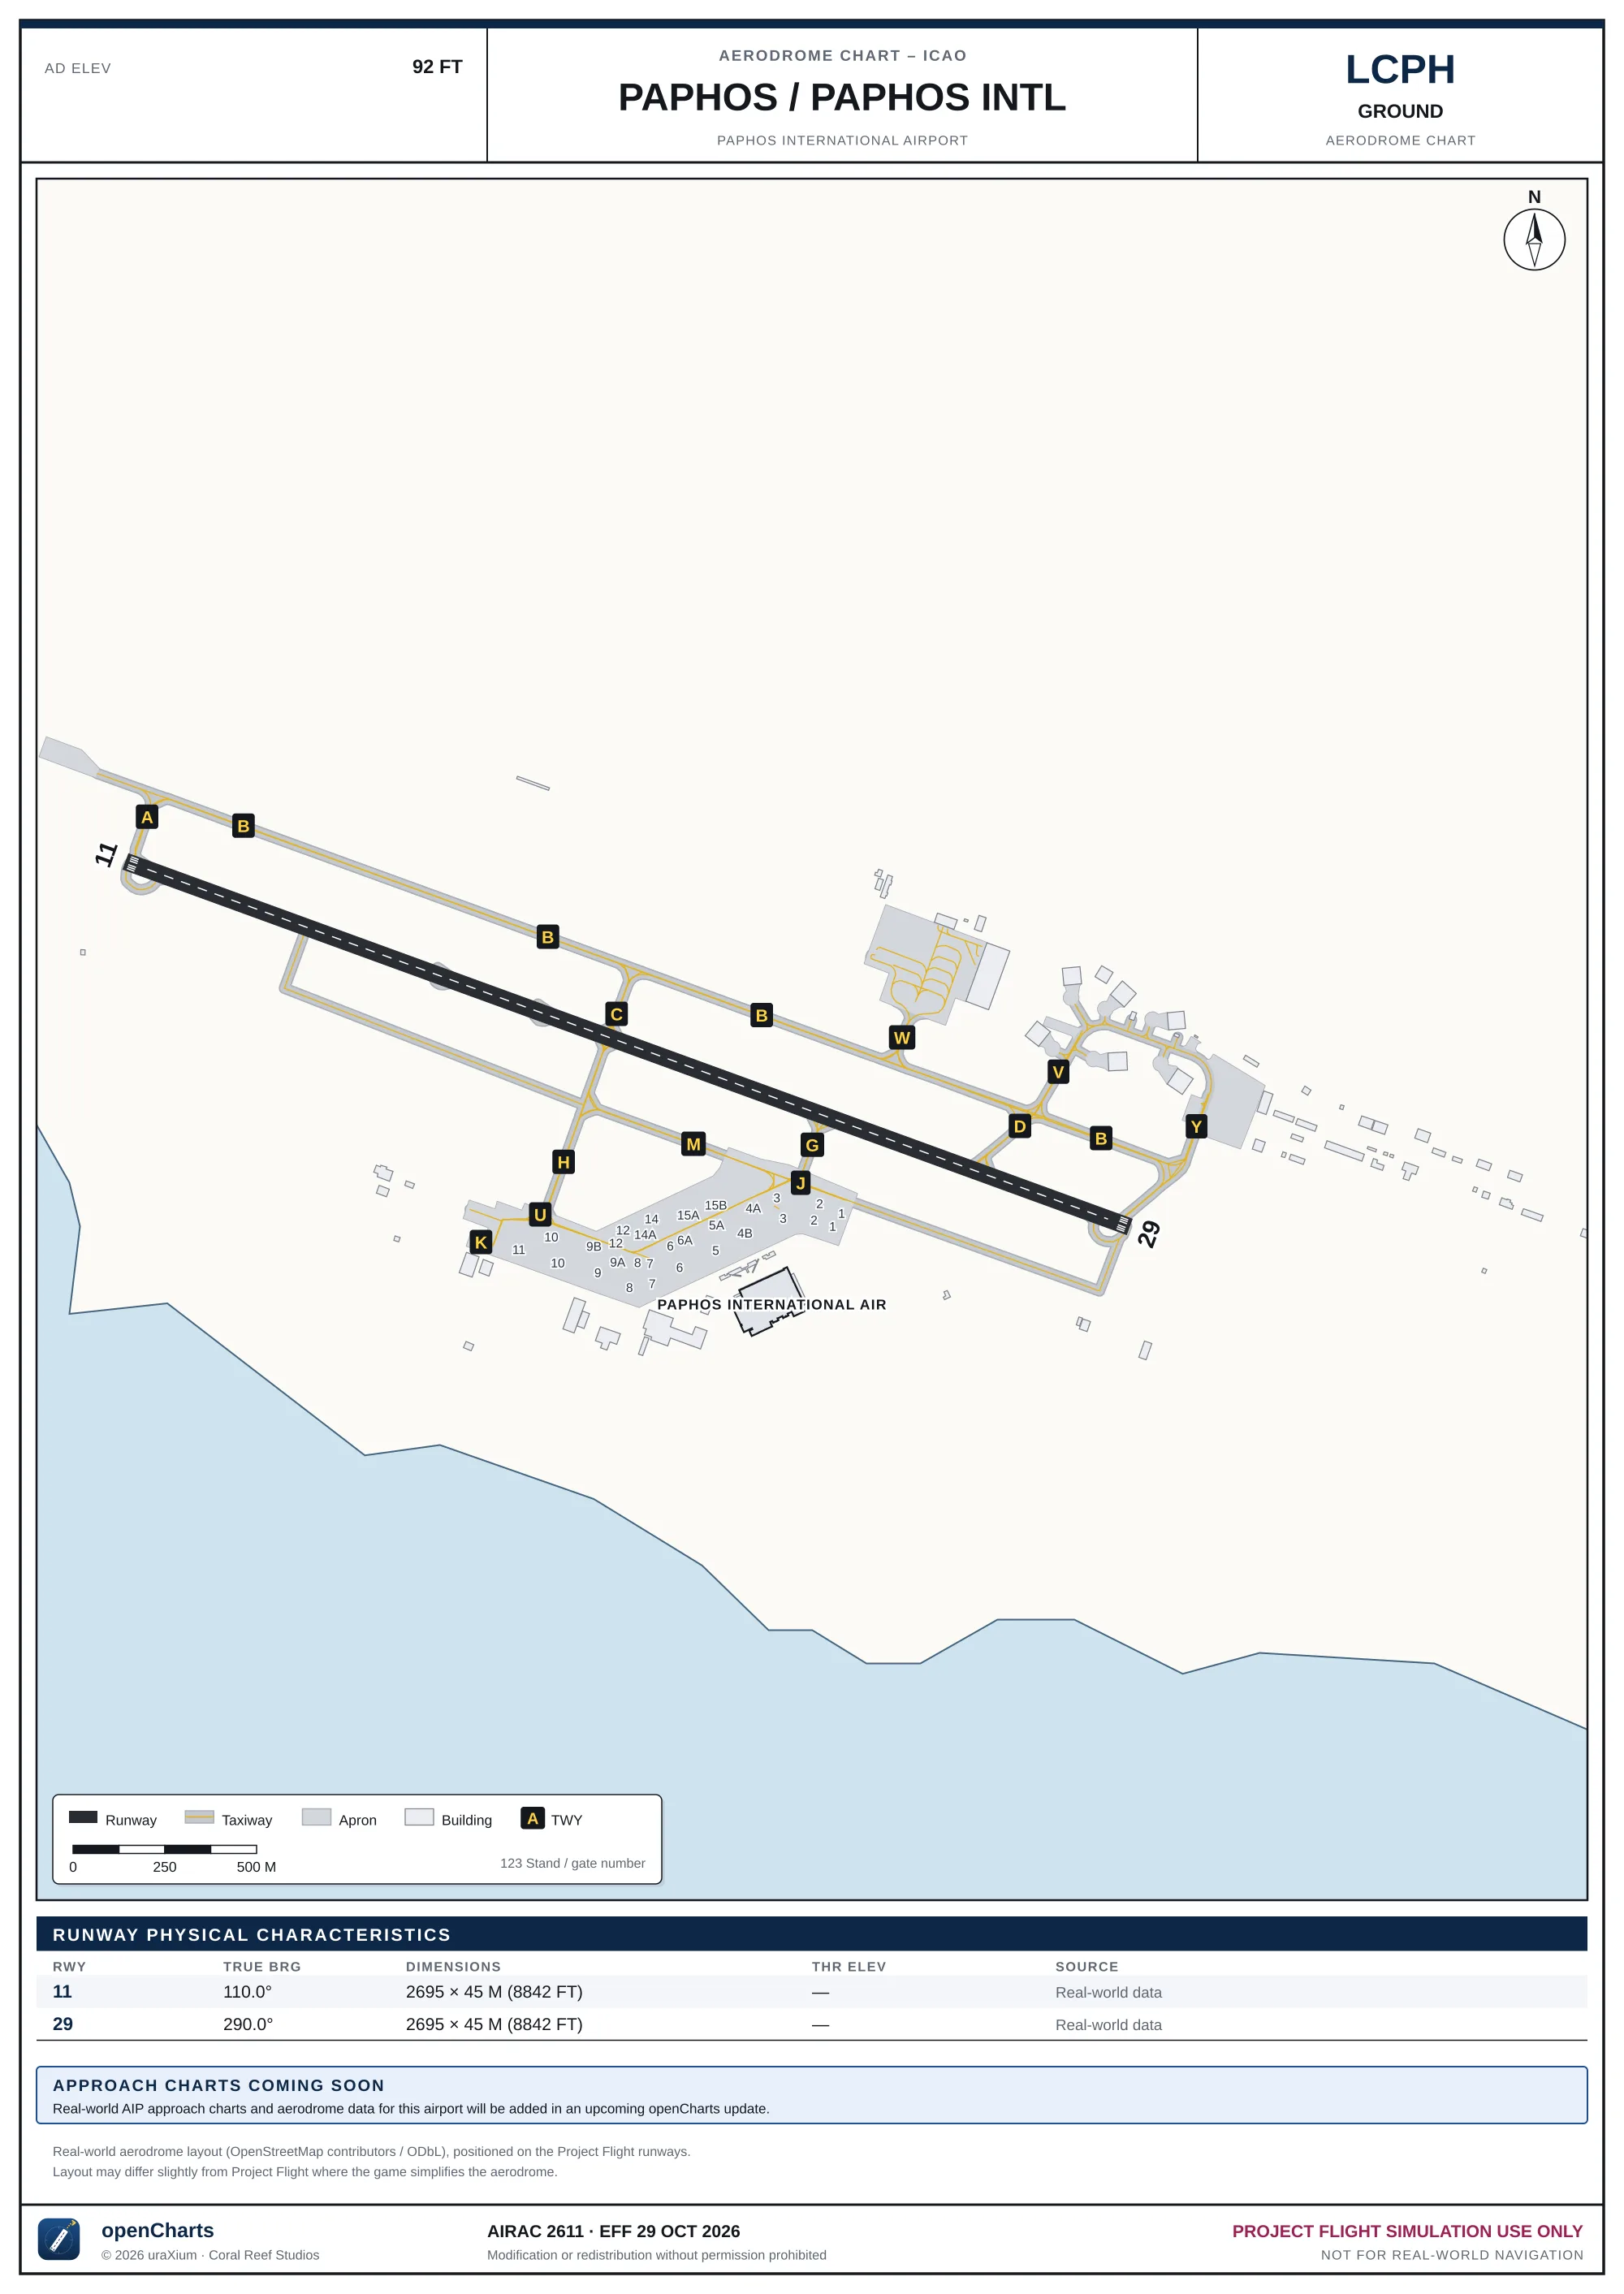 AD ELEV
92 FT
AERODROME CHART – ICAO
PAPHOS / PAPHOS INTL
PAPHOS INTERNATIONAL AIRPORT
LCPH
GROUND
AERODROME CHART
N
A
B
11
B
C
B
W
V
D
B
Y
M
G
H
J
U
K
29
3
2
1
15B
4A
15A
14
3
2
1
5A
12
14A
4B
10
6A
12
9B
6
11
5
10
9A
8
7
6
9
7
8
PAPHOS INTERNATIONAL AIR
Runway
Taxiway
Apron
Building
A
TWY
0
250
500 M
123 Stand / gate number
RUNWAY PHYSICAL CHARACTERISTICS
RWY TRUE BRG DIMENSIONS THR ELEV SOURCE
11 110.0° 2695 × 45 M (8842 FT) — Real-world data
29 290.0° 2695 × 45 M (8842 FT) — Real-world data
APPROACH CHARTS COMING SOON
Real-world AIP approach charts and aerodrome data for this airport will be added in an upcoming openCharts update.
Real-world aerodrome layout (OpenStreetMap contributors / ODbL), positioned on the Project Flight runways.
Layout may differ slightly from Project Flight where the game simplifies the aerodrome.
openCharts
© 2026 uraXium · Coral Reef Studios
AIRAC 2611 · EFF 29 OCT 2026
Modification or redistribution without permission prohibited
PROJECT FLIGHT SIMULATION USE ONLY
NOT FOR REAL-WORLD NAVIGATION